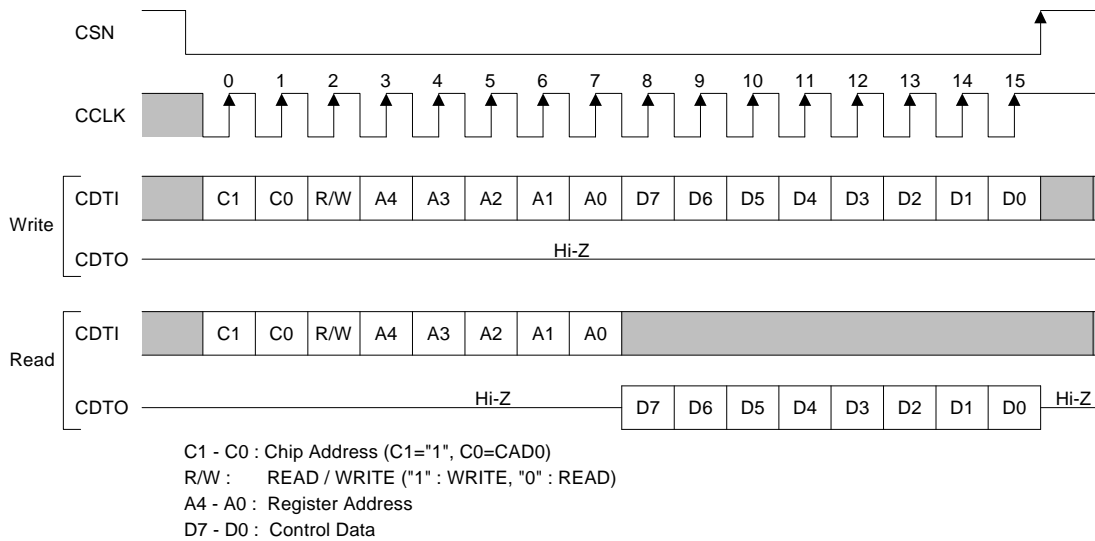 CSN
0 1 2 3 4 5 6 7 8 9 10 11 12 13 14 15
CCLK
Write
CDTI C1 C0 R/W A4 A3 A2 A1 A0 D7 D6 D5 D4 D3 D2 D1 D0
CDTO Hi-Z
Read
CDTI C1 C0 R/W A4 A3 A2 A1 A0
CDTO Hi-Z D7 D6 D5 D4 D3 D2 D1 D0 Hi-Z
C1 - C0 : Chip Address (C1="1", C0=CAD0)
R/W : READ / WRITE ("1" : WRITE, "0" : READ)
A4 - A0 : Register Address
D7 - D0 : Control Data